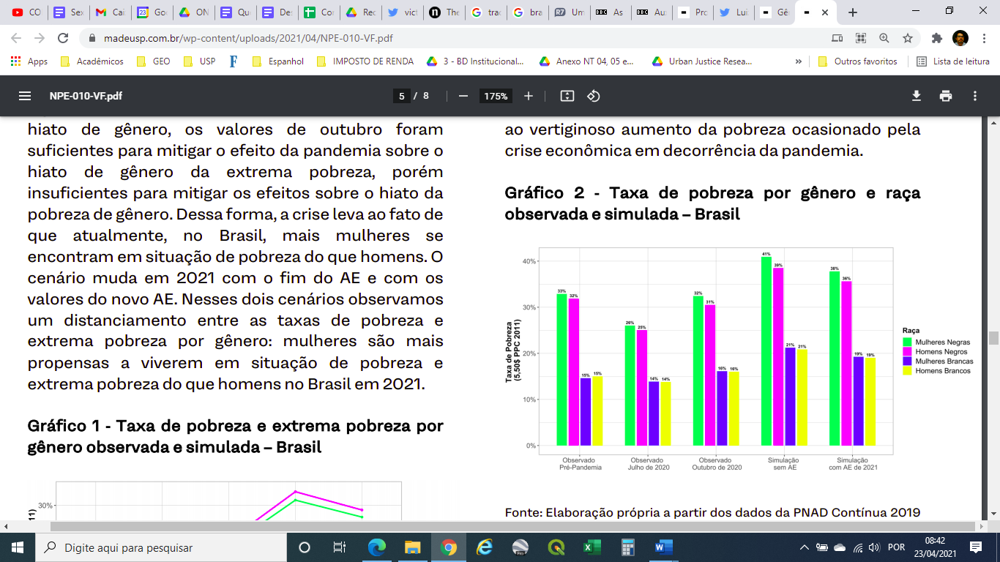 CO
Sex
Cai
Goo
ON
Que
Des
Cor
Rec
vict
The
trac
bra
R7
Um
BBC
As
BBC
Au:
Pro
Lui.
Gê
madeusp.com.br/wp-content/uploads/2021/04/NPE-010-VF.pdf
Apps
Acadêmicos
GEO
USP
F
Espanhol
IMPOSTO DE RENDA
3 - BD Institucional...
Anexo NT 04, 05 e...
Urban Justice Resea...
»
Outros favoritos
Lista de leitura
NPE-010-VF.pdf
5 / 8
175%
hiato de gênero, os valores de outubro foram
suficientes para mitigar o efeito da pandemia sobre o
hiato de gênero da extrema pobreza, porém
insuficientes para mitigar os efeitos sobre o hiato da
pobreza de gênero. Dessa forma, a crise leva ao fato de
que atualmente, no Brasil, mais mulheres se
encontram em situação de pobreza do que homens. O
cenário muda em 2021 com o fim do AE e com os
valores do novo AE. Nesses dois cenários observamos
um distanciamento entre as taxas de pobreza e
extrema pobreza por gênero: mulheres são mais
propensas a viverem em situação de pobreza e
extrema pobreza do que homens no Brasil em 2021.
Gráfico 1 - Taxa de pobreza e extrema pobreza por
gênero observada e simulada – Brasil
30%
11)
ao vertiginoso aumento da pobreza ocasionado pela
crise econômica em decorrência da pandemia.
Gráfico 2 - Taxa de pobreza por gênero e raça
observada e simulada – Brasil
Taxa de Pobreza
(5,50$ PPC 2011)
40%
30%
20%
10%
0%
33%
32%
15%
15%
26%
25%
14%
14%
32%
31%
16%
16%
41%
39%
21%
21%
38%
36%
19%
19%
Observado
Pré-Pandemia
Observado
Julho de 2020
Observado
Outubro de 2020
Simulação
sem AE
Simulação
com AE de 2021
Raça
Mulheres Negras
Homens Negros
Mulheres Brancas
Homens Brancos
Fonte: Elaboração própria a partir dos dados da PNAD Contínua 2019
Digite aqui para pesquisar
Pro
POR
08:42
23/04/2021